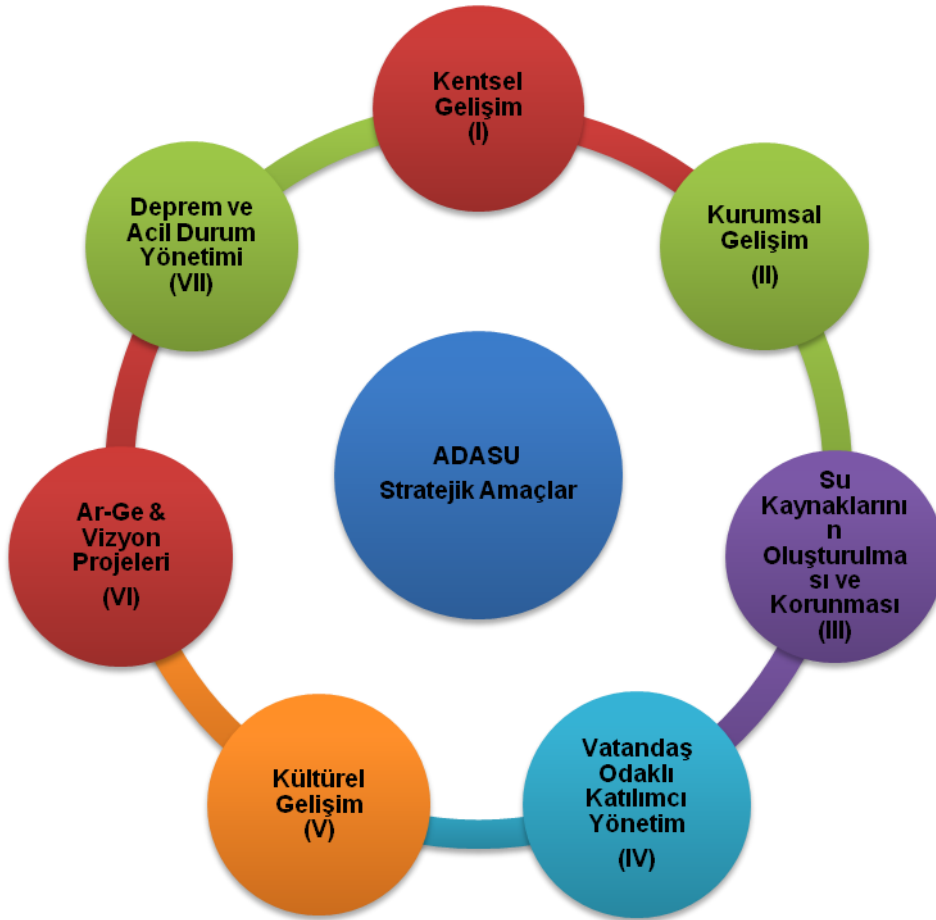 Kentsel
Gelişim
(I)
Kurumsal
Gelişim
(II)
Su
Kaynaklarını
n
Oluşturulma
sı ve
Korunması
(III)
Vatandaş
Odaklı
Katılımcı
Yönetim
(IV)
Kültürel
Gelişim
(V)
Ar-Ge &
Vizyon
Projeleri
(VI)
Deprem ve
Acil Durum
Yönetimi
(VII)
ADASU
Stratejik Amaçlar